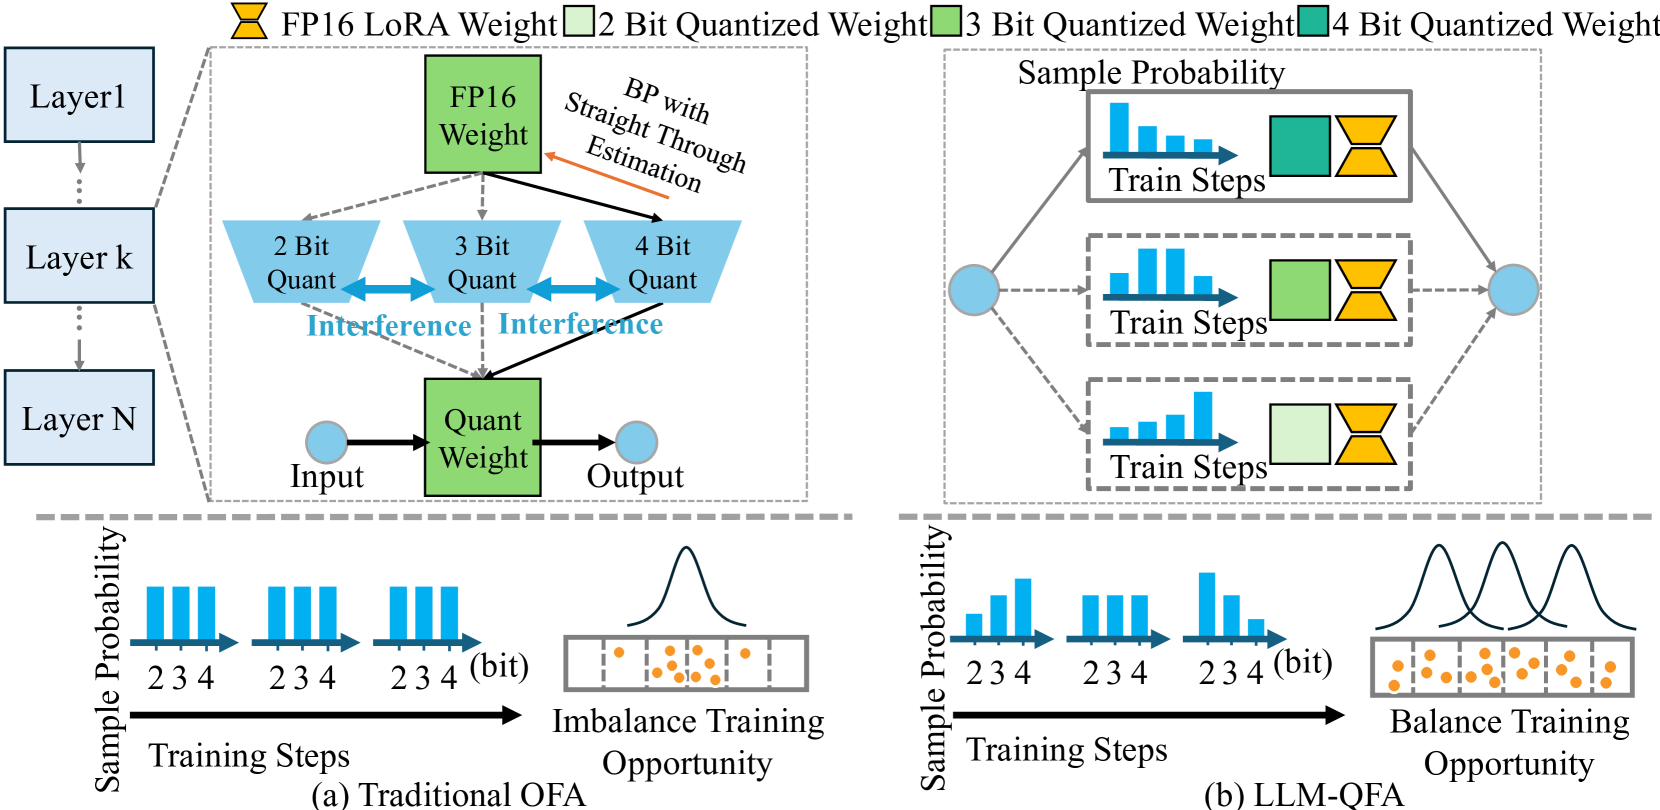 FP16 LoRA Weight 2 Bit Quantized Weight 3 Bit Quantized Weight 4 Bit Quantized Weight
Layer1
Layer k
Layer N
FP16
Weight
BP with
Straight Through
Estimation
2 Bit
Quant
3 Bit
Quant
4 Bit
Quant
Interference
Interference
Quant
Weight
Input
Output
Sample Probability
Train Steps
Train Steps
Train Steps
Sample Probability
2 3 4
2 3 4
2 3 4
(bit)
Training Steps
Imbalance Training
Opportunity
(a) Traditional OFA
Sample Probability
2 3 4
2 3 4
2 3 4
(bit)
Training Steps
Balance Training
Opportunity
(b) LLM-QFA